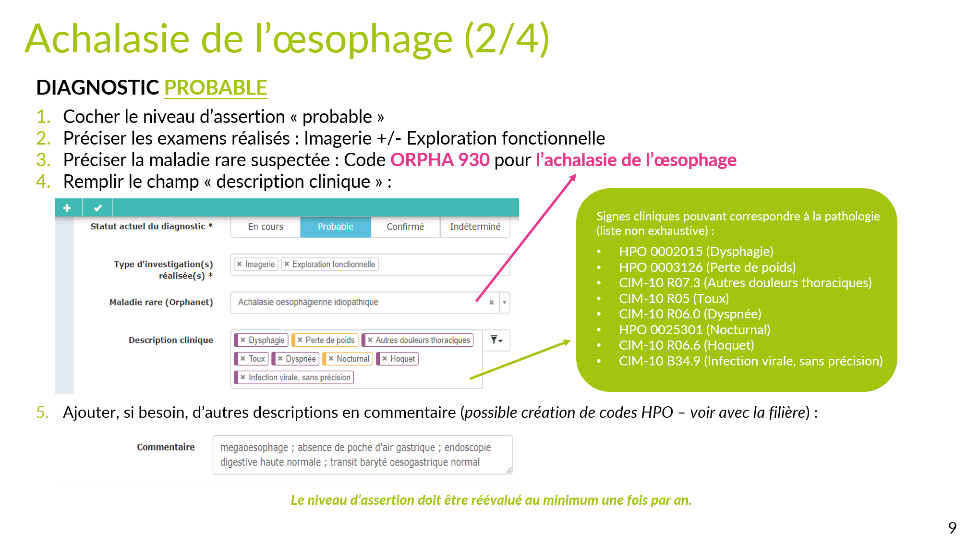 Achalasie de l'œsophage (2/4)
DIAGNOSTIC PROBABLE
1. Cocher le niveau d'assertion « probable »
2. Préciser les examens réalisés : Imagerie +/- Exploration fonctionnelle
3. Préciser la maladie rare suspectée : Code ORPHA 930 pour l'achalasie de l'œsophage
4. Remplir le champ « description clinique » :
Statut actuel du diagnostic * En cours Probable Confirmé Indéterminé
Type d'investigation(s)
réalisée(s) *
× Imagerie × Exploration fonctionnelle
Maladie rare (Orphanet) Achalasie oesophagienne idiopathique ×
Description clinique × Dysphagie × Perte de poids × Autres douleurs thoraciques
× Toux × Dyspnée × Nocturnal × Hoquet
× Infection virale, sans précision
Signes cliniques pouvant correspondre à la pathologie
(liste non exhaustive) :
• HPO 0002015 (Dysphagie)
• HPO 0003126 (Perte de poids)
• CIM-10 R07.3 (Autres douleurs thoraciques)
• CIM-10 R05 (Toux)
• CIM-10 R06.0 (Dyspnée)
• HPO 0025301 (Nocturnal)
• CIM-10 R06.6 (Hoquet)
• CIM-10 B34.9 (Infection virale, sans précision)
5. Ajouter, si besoin, d'autres descriptions en commentaire (possible création de codes HPO – voir avec la filière) :
Commentaire
megaoesophage ; absence de poche d'air gastrique ; endoscopie
digestive haute normale ; transit baryté oesogastrique normal
Le niveau d'assertion doit être réévalué au minimum une fois par an.
9